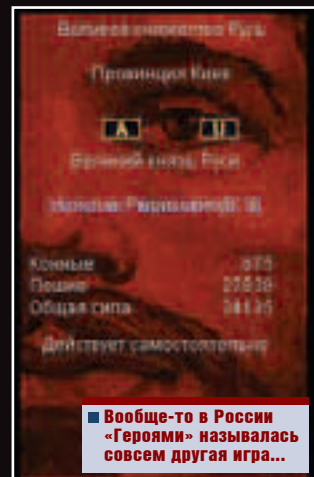 Великое княжество Русь
Провинция Киев
А
Великий князь Руси
Конные 875
Пешие
Общая сила
Действует самостоятельно
Вообще-то в России
«Героями» называлась
совсем другая игра...